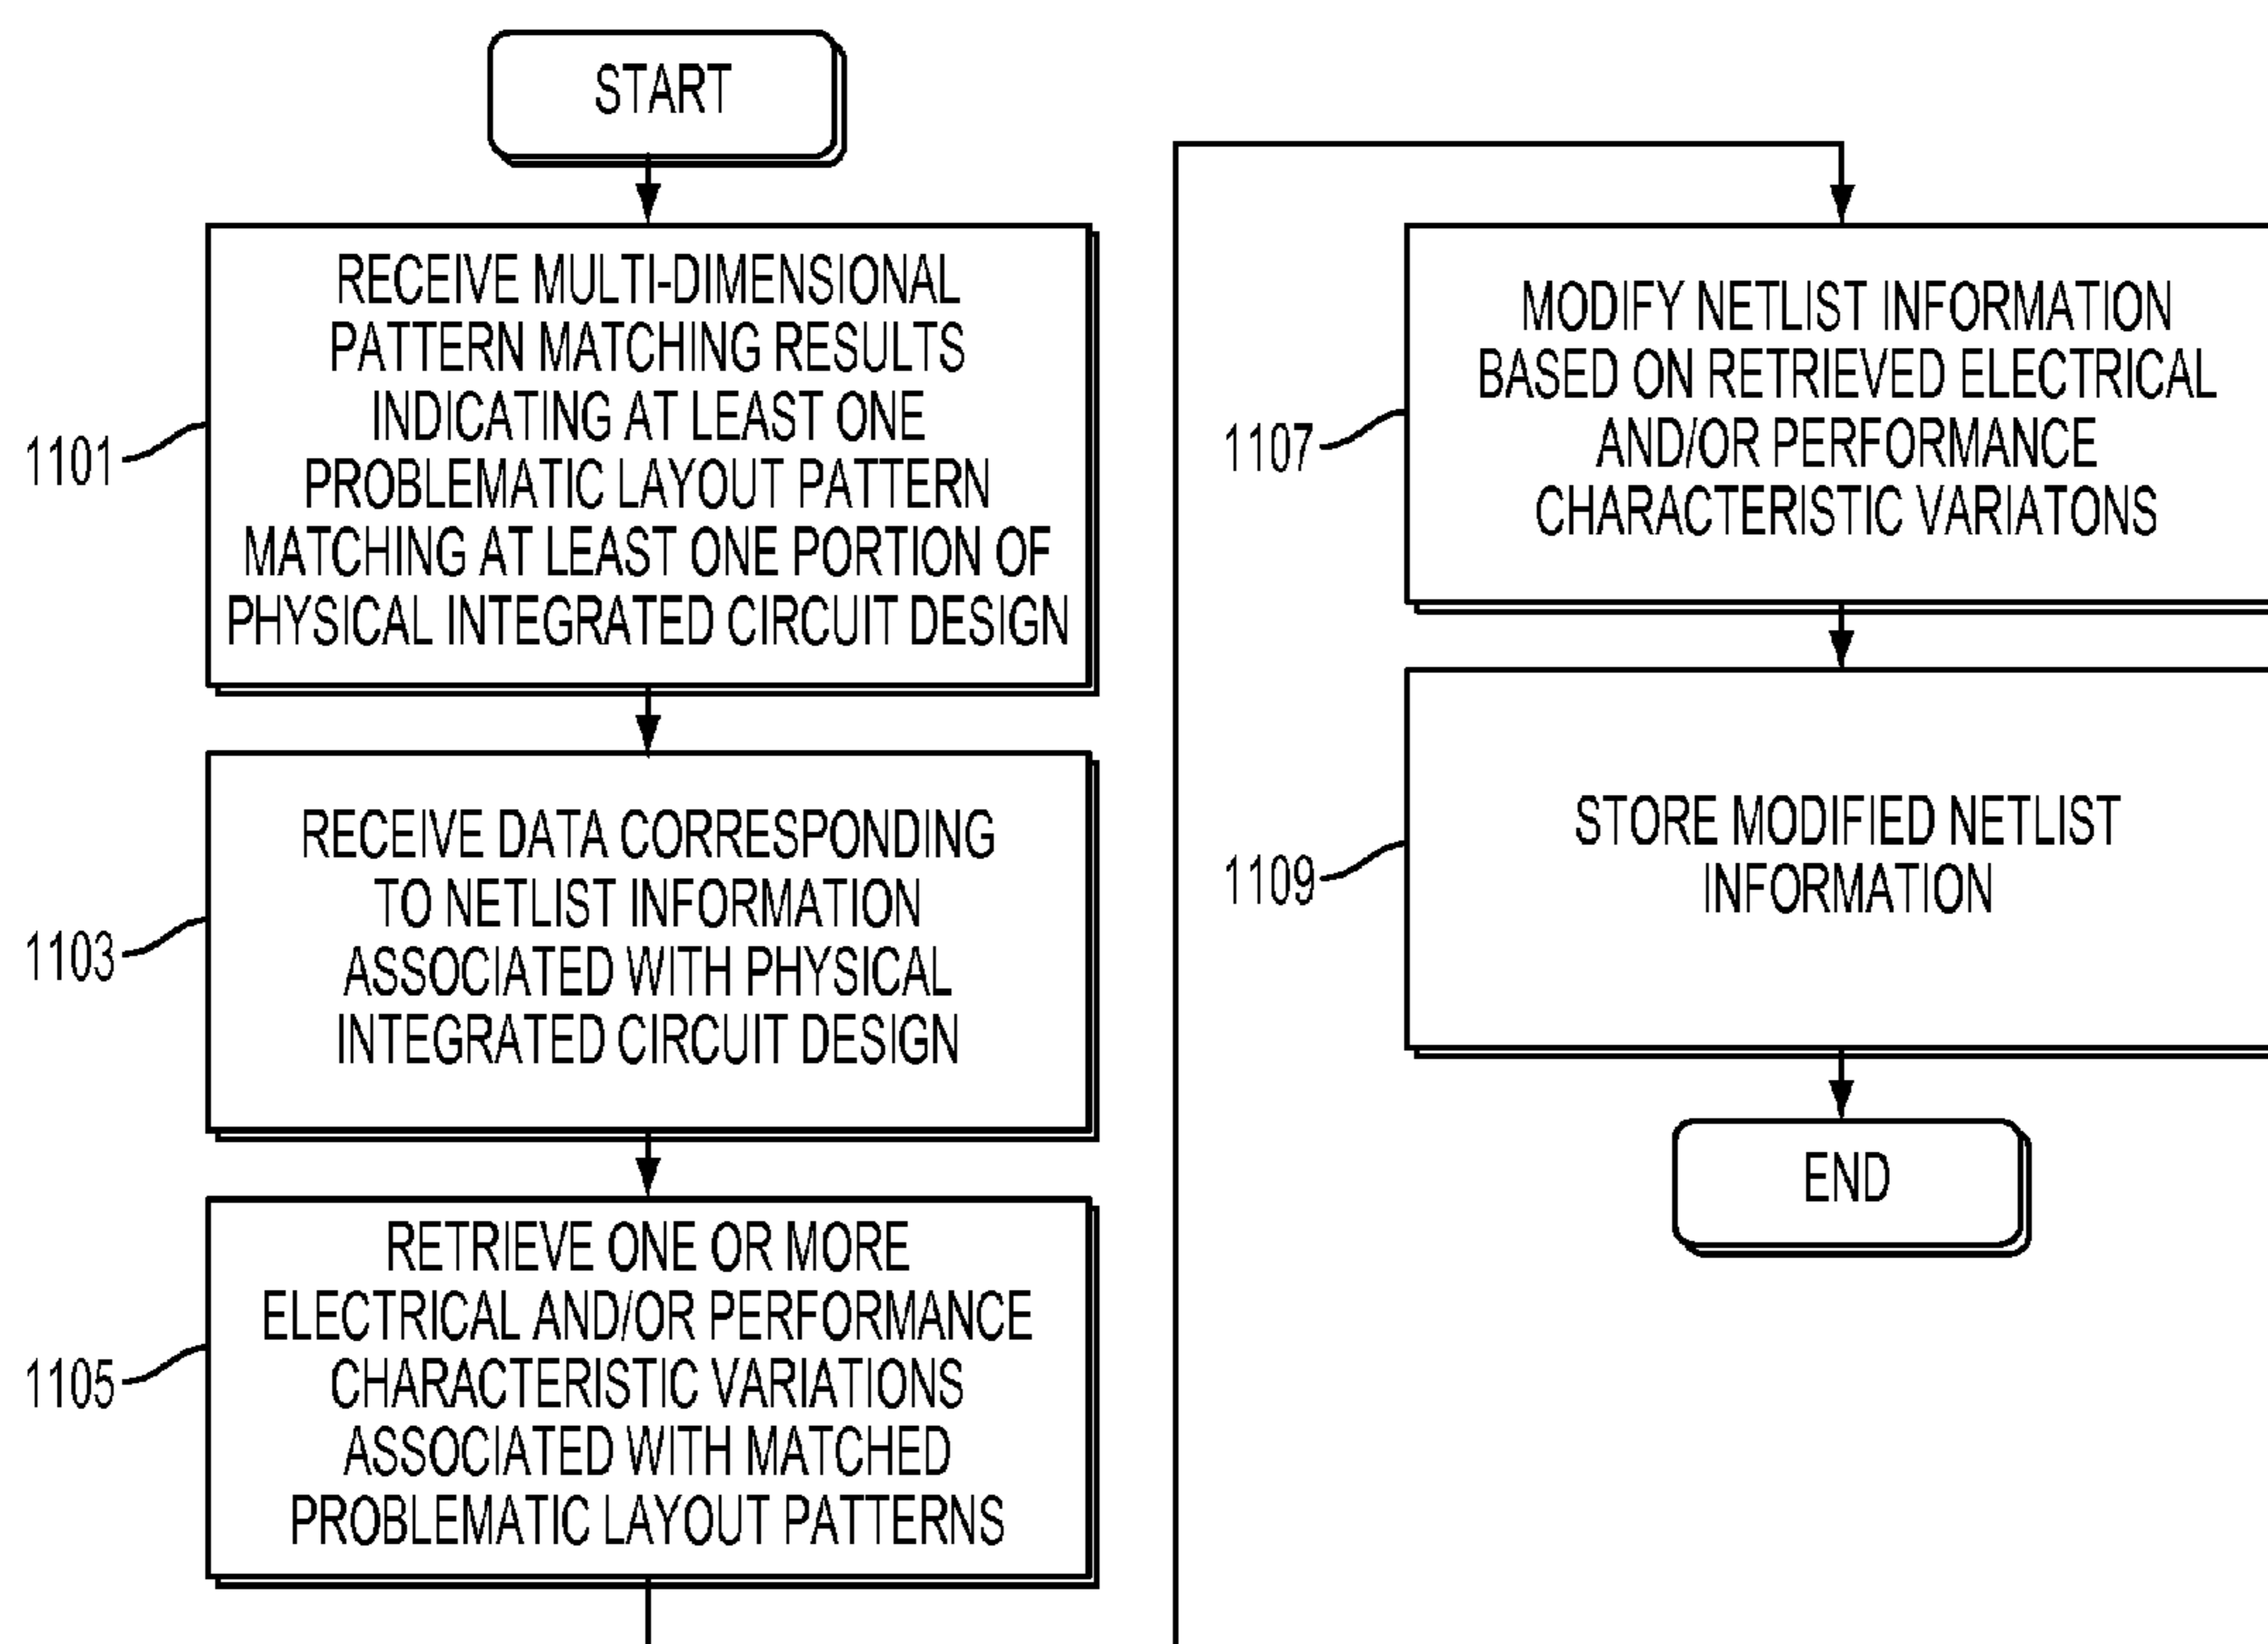 START
RECEIVE MULTI-DIMENSIONAL
PATTERN MATCHING RESULTS
INDICATING AT LEAST ONE
PROBLEMATIC LAYOUT PATTERN
MATCHING AT LEAST ONE PORTION OF
PHYSICAL INTEGRATED CIRCUIT DESIGN
1101
RECEIVE DATA CORRESPONDING
TO NETLIST INFORMATION
ASSOCIATED WITH PHYSICAL
INTEGRATED CIRCUIT DESIGN
1103
RETRIEVE ONE OR MORE
ELECTRICAL AND/OR PERFORMANCE
CHARACTERISTIC VARIATIONS
ASSOCIATED WITH MATCHED
PROBLEMATIC LAYOUT PATTERNS
1105
MODIFY NETLIST INFORMATION
BASED ON RETRIEVED ELECTRICAL
AND/OR PERFORMANCE
CHARACTERISTIC VARIATONS
1107
STORE MODIFIED NETLIST
INFORMATION
1109
END